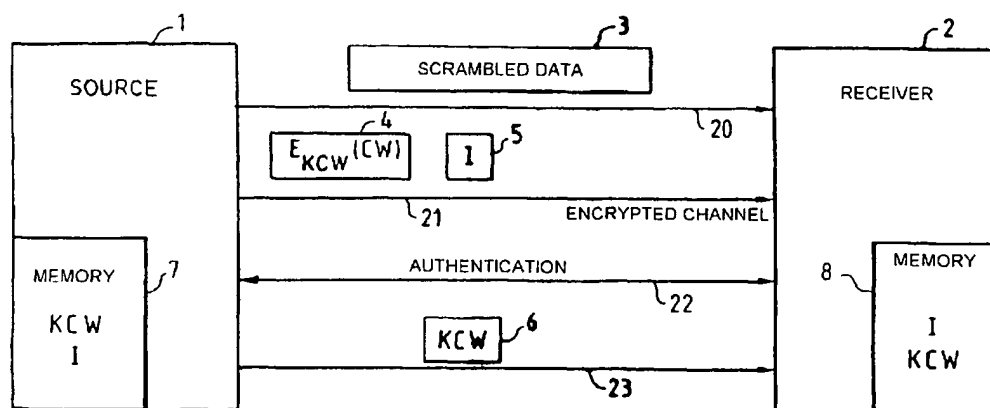 1
3
2
SOURCE
SCRAMBLED DATA
RECEIVER
4
5
20
E_KCW(CW)
I
21
ENCRYPTED CHANNEL
MEMORY
7
AUTHENTICATION
22
8
MEMORY
KCW
I
KCW
6
I
KCW
23